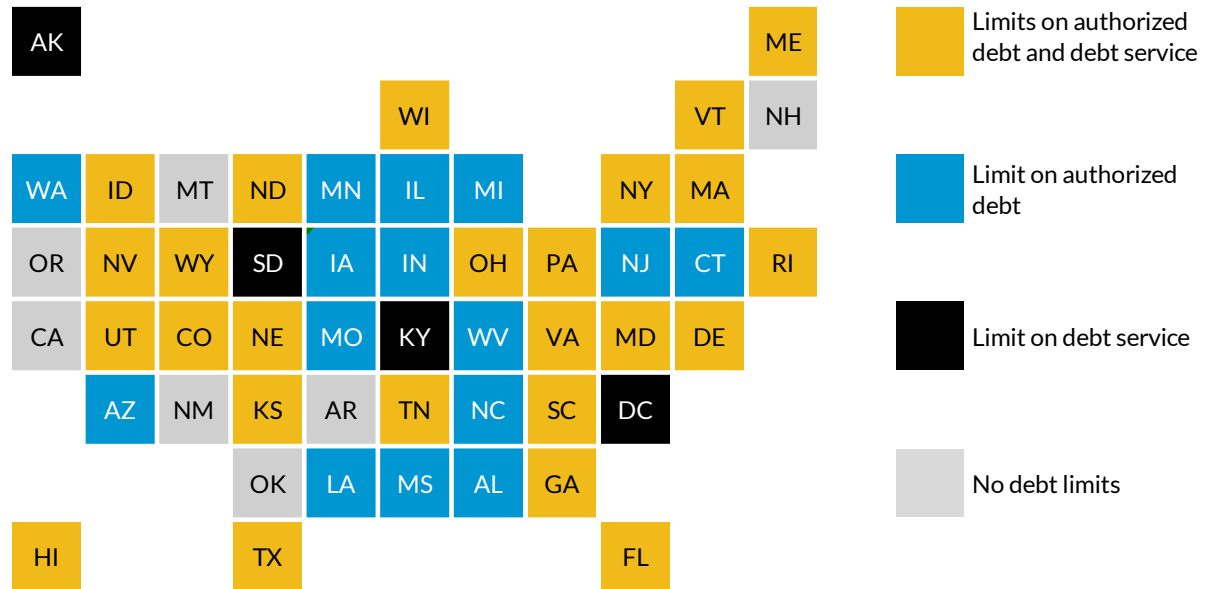 AK ME Limits on authorized
debt and debt service
WI VT NH
WA ID MT ND MN IL MI NY MA Limit on authorized
debt
OR NV WY SD IA IN OH PA NJ CT RI
CA UT CO NE MO KY WV VA MD DE Limit on debt service
AZ NM KS AR TN NC SC DC
OK LA MS AL GA No debt limits
HI TX FL